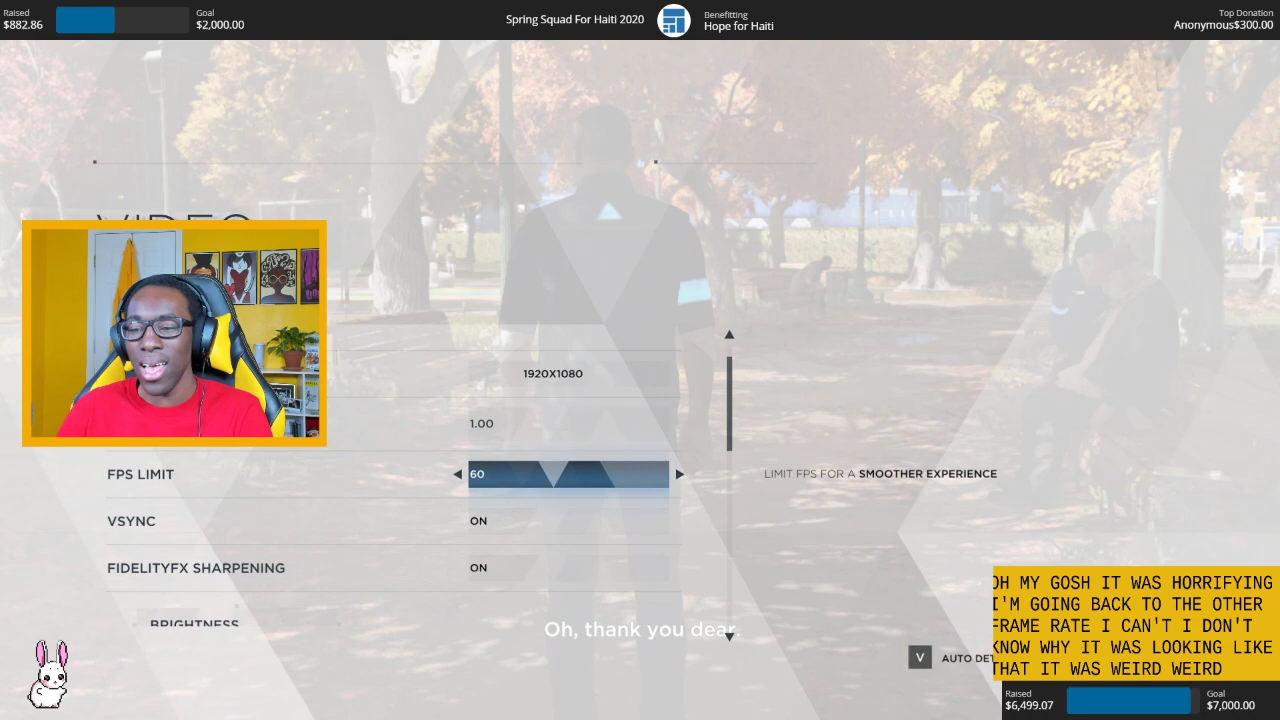 Raised
$882.86
Goal
$2,000.00
Spring Squad For Haiti 2020
Benefitting
Hope for Haiti
Top Donation
Anonymous$300.00
VIDEO
1920X1080
1.00
FPS LIMIT
60
LIMIT FPS FOR A SMOOTHER EXPERIENCE
VSYNC
ON
FIDELITYFX SHARPENING
ON
BRIGHTNESS
Oh, thank you dear.
V
AUTO DET
OH MY GOSH IT WAS HORRIFYING
I'M GOING BACK TO THE OTHER
FRAME RATE I CAN'T I DON'T
KNOW WHY IT WAS LOOKING LIKE
THAT IT WAS WEIRD WEIRD
Raised
$6,499.07
Goal
$7,000.00